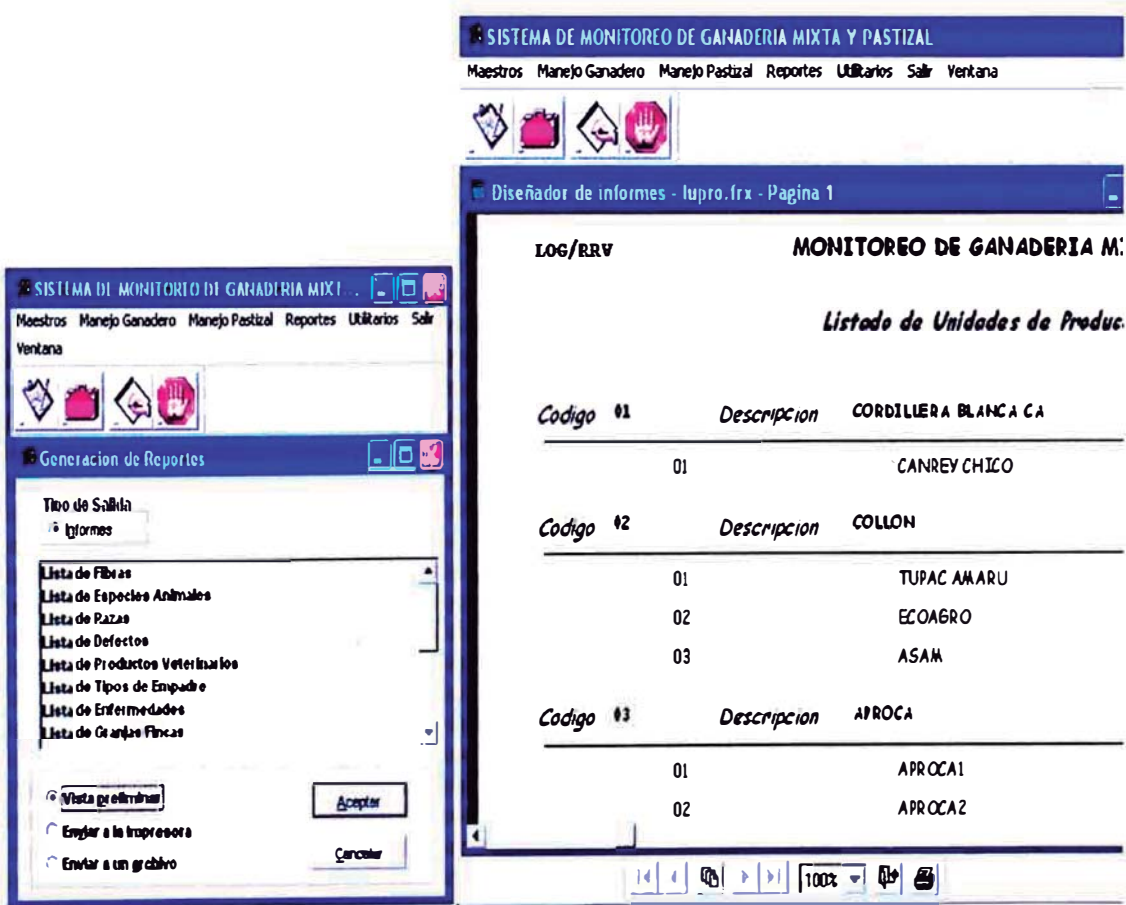 SISTEMA DE MONITOREO DE GANADERIA MIXTA Y PASTIZAL
Maestros Manejo Ganadero Manejo Pastizal Reportes Utilitarios Salir Ventana
Diseñador de informes - lupro.frx - Pagina 1
LOG/RRV MONITOREO DE GANADERIA M
Listado de Unidades de Produc
Codigo 01 Descripcion CORDILLERA BLANCA CA
01 CANREY CHICO
Codigo 02 Descripcion COLLON
01 TUPAC AMARU
02 ECOAGRO
03 ASAM
Codigo 03 Descripcion APROCA
01 APROCA1
02 APROCA2
100%
SISTEMA DE MONITOREO DE GANADERIA MIXT...
Maestros Manejo Ganadero Manejo Pastizal Reportes Utilitarios Salir
Ventana
Generacion de Reportes
Tipo de Salida
Informes
Lista de Fibras
Lista de Especies Animales
Lista de Razas
Lista de Defectos
Lista de Productos Veterinarios
Lista de Tipos de Empadre
Lista de Enfermedades
Lista de Granjas Fincas
Vista preliminar
Enviar a la impresora
Enviar a un archivo
Aceptar
Cancelar